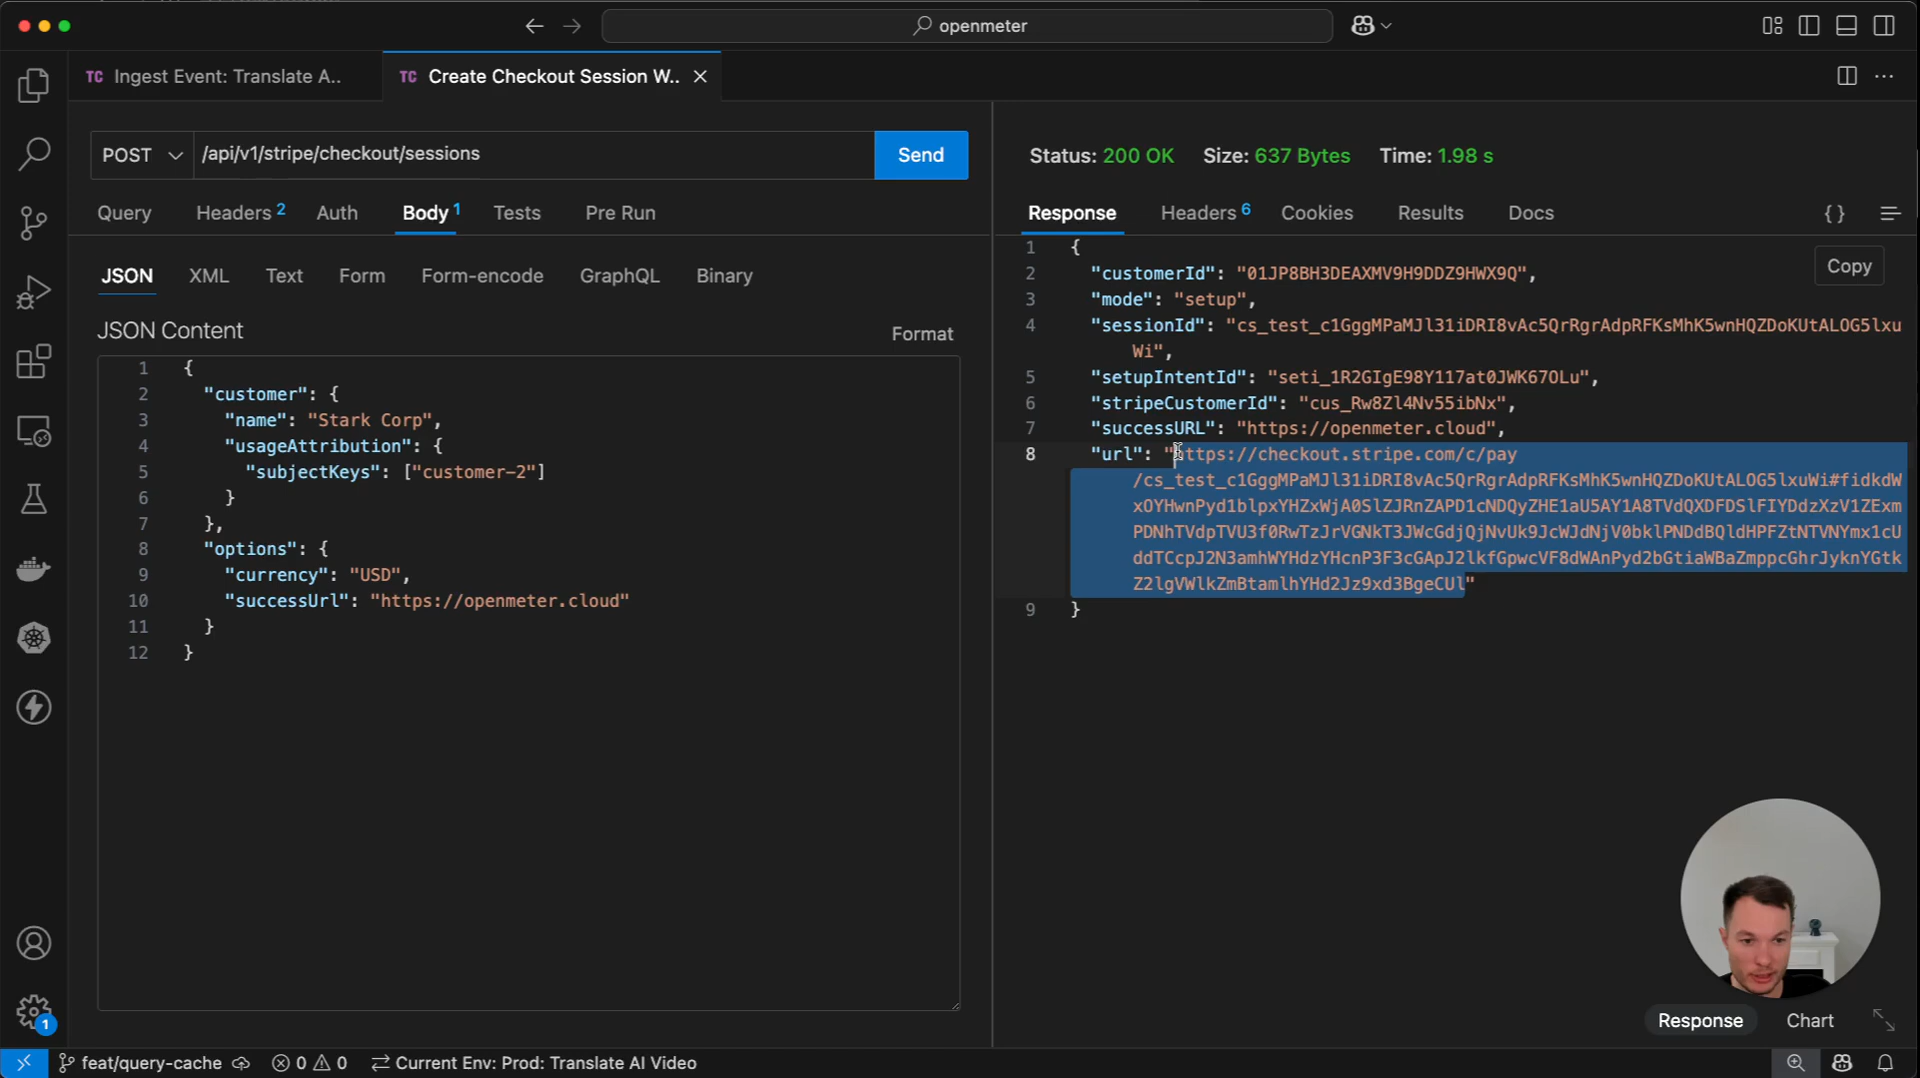 openmeter
TC Ingest Event: Translate A..
TC Create Checkout Session W..
POST
/api/v1/stripe/checkout/sessions
Send
Query
Headers 2
Auth
Body 1
Tests
Pre Run
JSON
XML
Text
Form
Form-encode
GraphQL
Binary
JSON Content
Format
1 {
2 "customer": {
3 "name": "Stark Corp",
4 "usageAttribution": {
5 "subjectKeys": ["customer-2"]
6 }
7 },
8 "options": {
9 "currency": "USD",
10 "successUrl": "https://openmeter.cloud"
11 }
12 }
Status: 200 OK Size: 637 Bytes Time: 1.98 s
Response
Headers 6
Cookies
Results
Docs
{}
Copy
1 {
2 "customerId": "01JP8BH3DEAXMV9H9DDZ9HWX9Q",
3 "mode": "setup",
4 "sessionId": "cs_test_c1GggMPaMJl31iDRI8vAc5QrRgrAdpRFKsMhK5wnHQZDoKUtALOG5lxu
Wi",
5 "setupIntentId": "seti_1R2GIgE98Y117at0JWK67OLu",
6 "stripeCustomerId": "cus_Rw8Zl4Nv55ibNx",
7 "successURL": "https://openmeter.cloud",
8 "url": "https://checkout.stripe.com/c/pay
/cs_test_c1GggMPaMJl31iDRI8vAc5QrRgrAdpRFKsMhK5wnHQZDoKUtALOG5lxuWi#fidkdW
xOYHwnPyd1blpxYHZxWjA0SlZJRnZAPD1cNDQyZHE1aU5AY1A8TVdQXDFDSlFIYDdzXzV1ZExm
PDNhTVdpTVU3f0RwTzJrVGNkT3JWcGdjQjNvUk9JcWJdNjV0bklPNDdBQldHPFZtNTVNYmx1cU
ddTCcpJ2N3amhWYHdzYHcnP3F3cGApJ2lkfGpwcVF8dWAnPyd2bGtiaWBaZmppcGhrJyknYGtk
Z2lgVWlkZmBtamlhYHd2Jz9xd3BgeCUl"
9 }
Response
Chart
1
feat/query-cache
0
0
Current Env: Prod: Translate AI Video